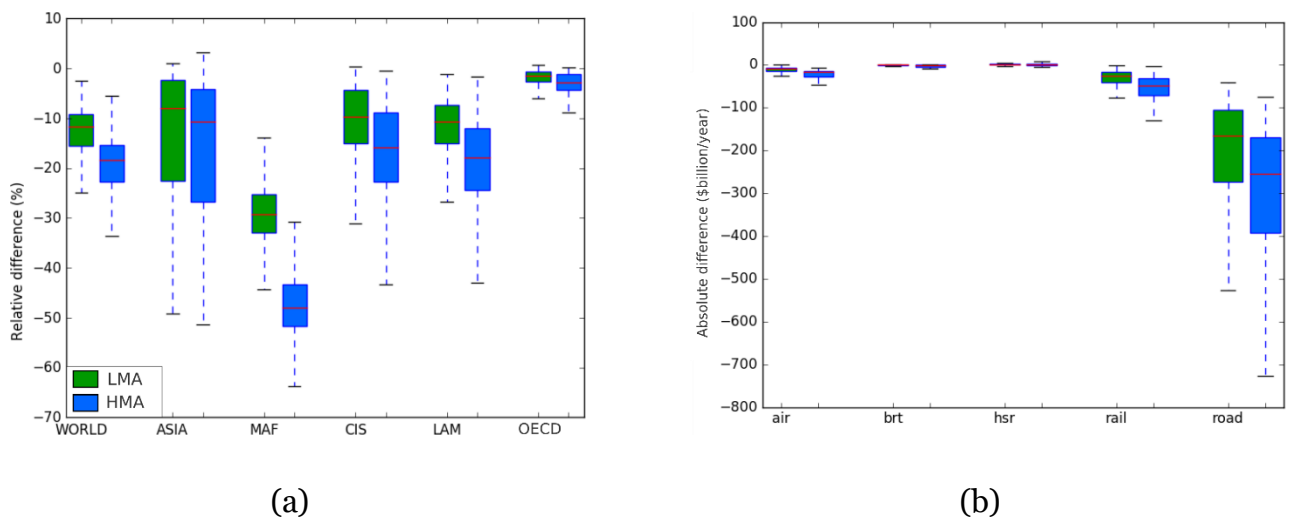 10
0
−10
−20
−30
−40
−50
−60
−70
Relative difference (%)
LMA
HMA
WORLD ASIA MAF CIS LAM OECD
(a)
100
0
−100
−200
−300
−400
−500
−600
−700
−800
Absolute difference ($billion/year)
air brt hsr rail road
(b)